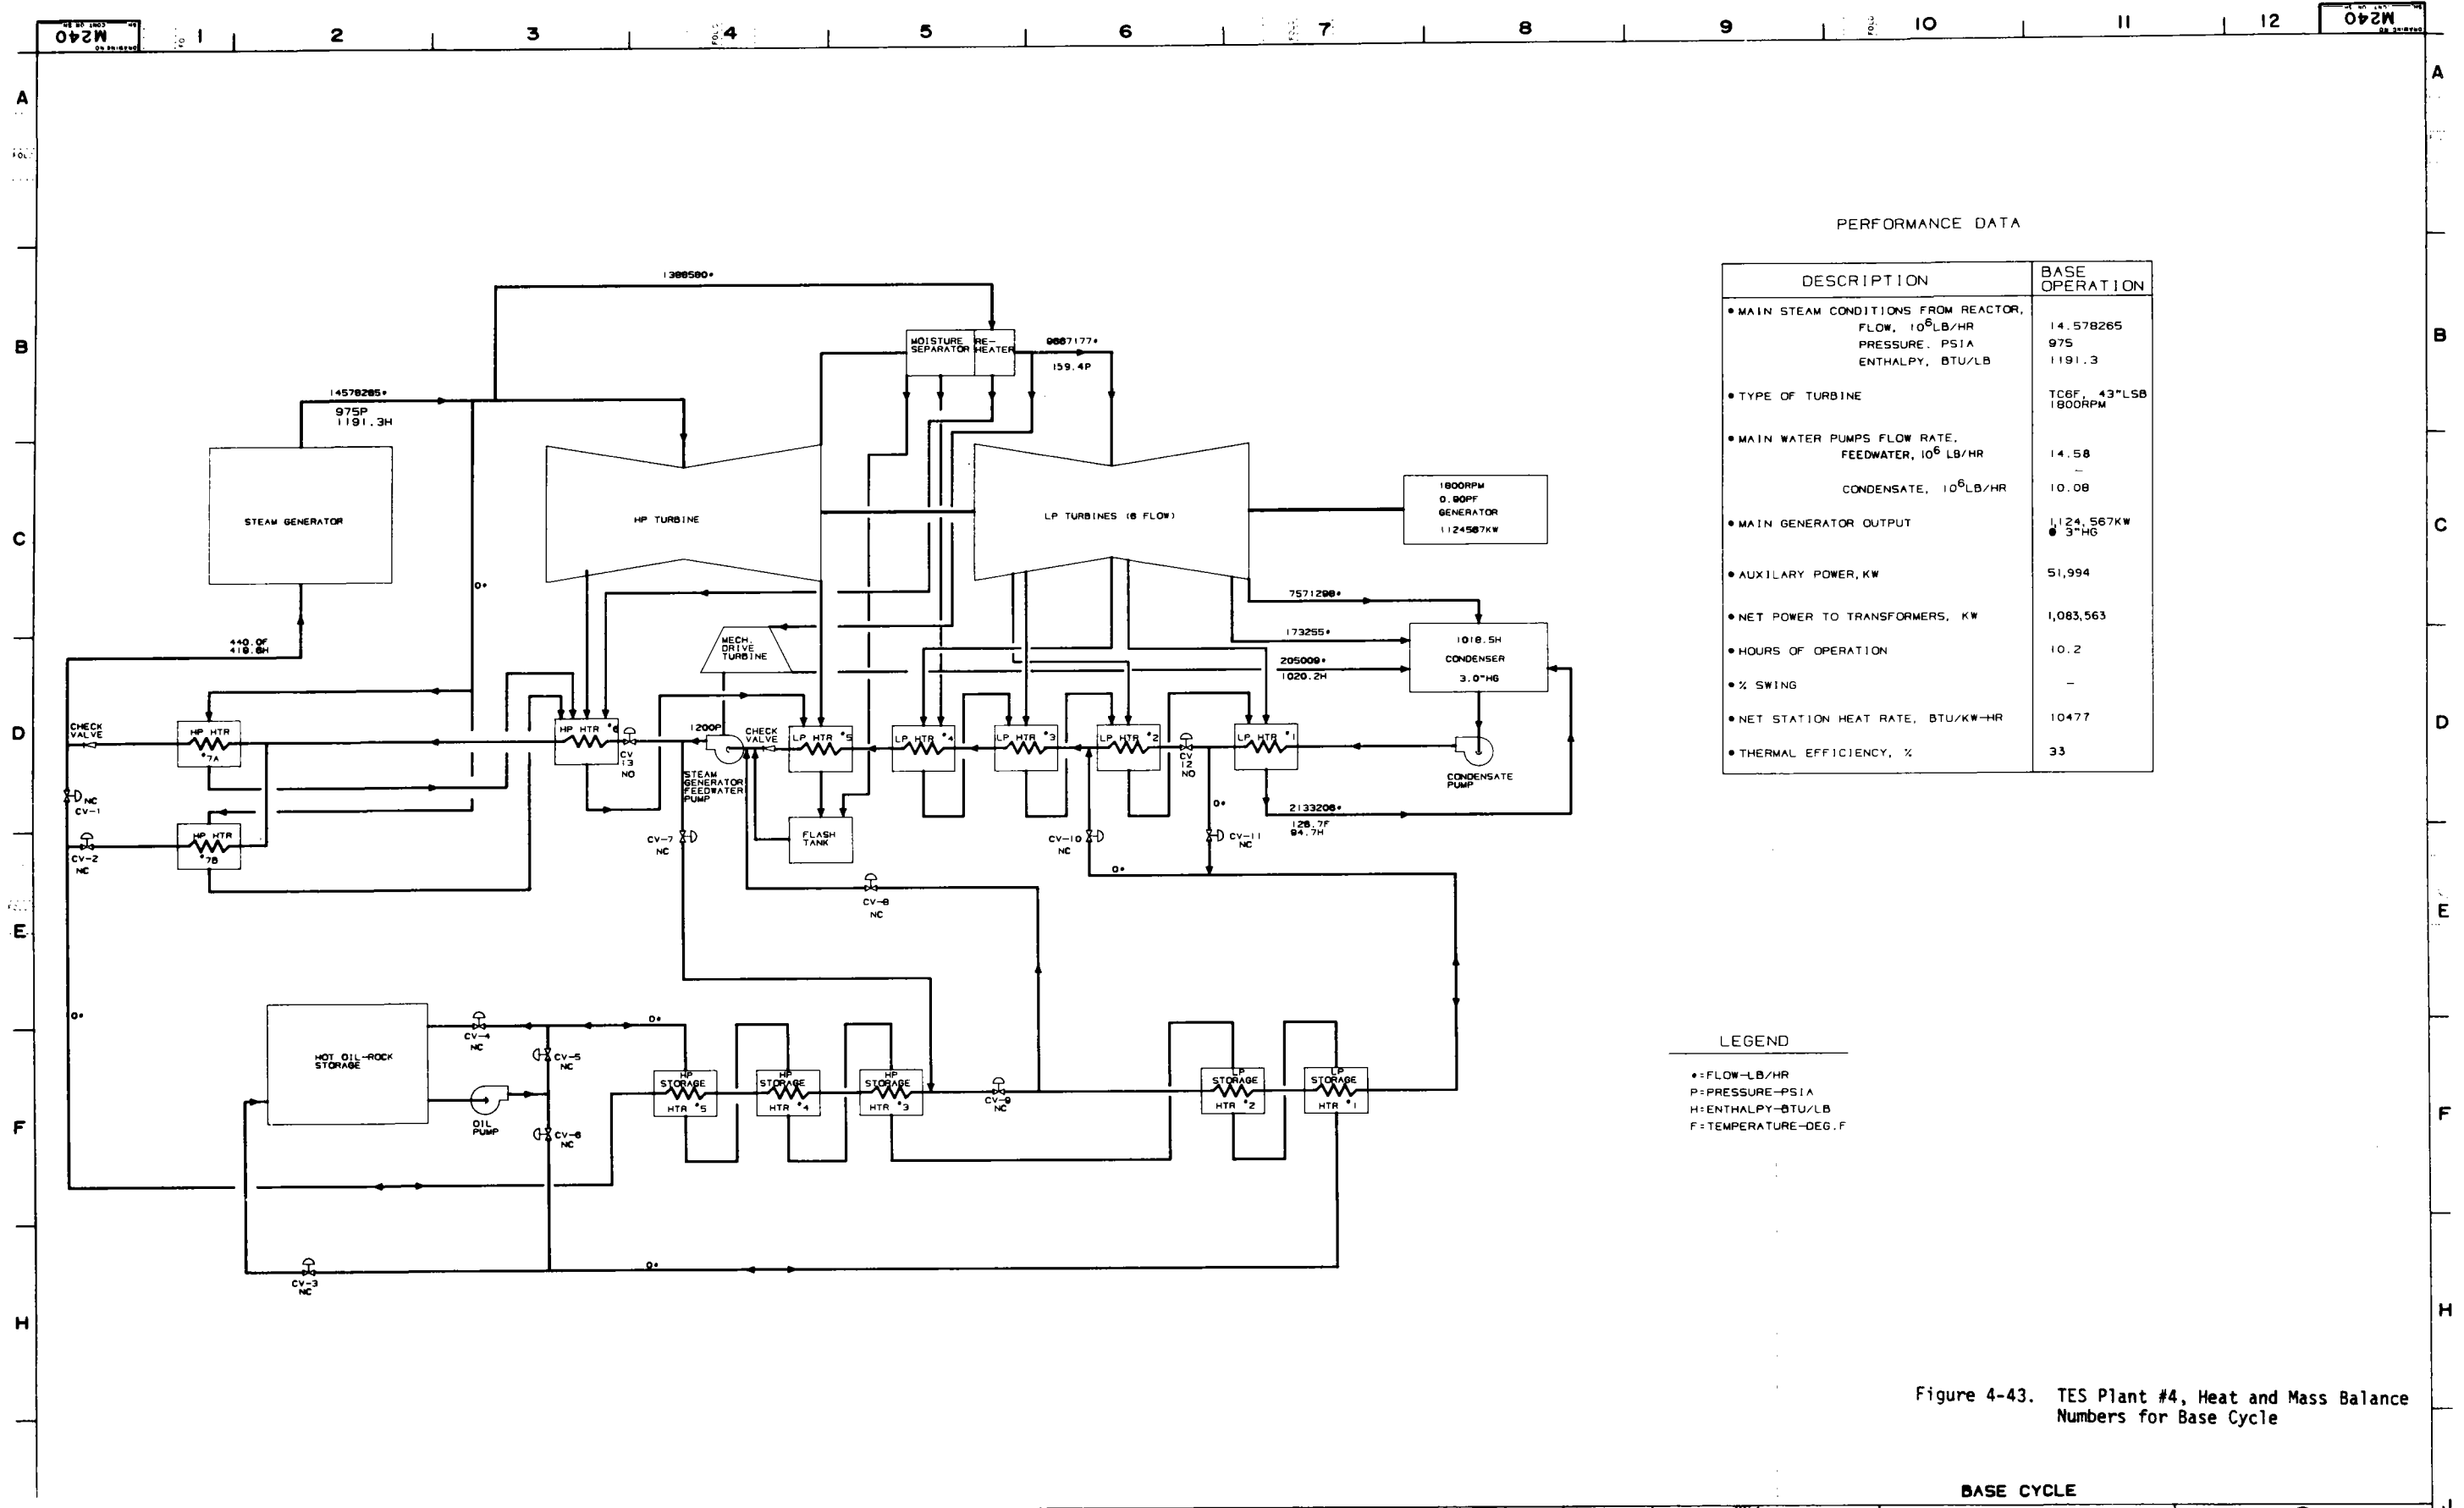 M240
1 2 3 4 5 6 7 8 9 10 11 12
M240
A
A
B
B
C
C
D
D
E
E
F
F
H
H
PERFORMANCE DATA
DESCRIPTION
BASE OPERATION
• MAIN STEAM CONDITIONS FROM REACTOR,
FLOW, 10⁶LB/HR 14.578265
PRESSURE. PSIA 975
ENTHALPY, BTU/LB 1191.3
• TYPE OF TURBINE TC6F, 43"LSB
1800RPM
• MAIN WATER PUMPS FLOW RATE,
FEEDWATER, 10⁶ LB/HR 14.58
–
CONDENSATE, 10⁶LB/HR 10.08
• MAIN GENERATOR OUTPUT 1,124,567KW
@ 3"HG
• AUXILARY POWER, KW 51,994
• NET POWER TO TRANSFORMERS, KW 1,083,563
• HOURS OF OPERATION 10.2
• % SWING –
• NET STATION HEAT RATE, BTU/KW-HR 10477
• THERMAL EFFICIENCY, % 33
MOISTURE SEPARATOR
RE-HEATER
159.4P
14578265*
975P
1191.3H
STEAM GENERATOR
HP TURBINE
LP TURBINES (6 FLOW)
1800RPM
0.90PF
GENERATOR
1124567KW
0*
440.0F
MECH.
DRIVE
TURBINE
7571298*
173255*
205009*
1020.2H
1018.5H
CONDENSER
3.0"HG
CHECK
VALVE
HP HTR
#7A
HP HTR #6
CV
13
NO
1200P
STEAM
GENERATOR
FEEDWATER
PUMP
CHECK
VALVE
LP HTR #5
LP HTR #4
LP HTR #3
LP HTR #2
CV
12
NO
LP HTR #1
CONDENSATE
PUMP
NC
CV-1
CV-2
NC
HP HTR
#7B
CV-7
NC
FLASH
TANK
CV-10
NC
0*
CV-11
NC
2133206*
126.7F
94.7H
0*
CV-8
NC
0*
HOT OIL-ROCK
STORAGE
CV-4
NC
CV-5
NC
0*
OIL
PUMP
CV-6
NC
HP
STORAGE
HTR #5
HP
STORAGE
HTR #4
HP
STORAGE
HTR #3
CV-9
NC
LP
STORAGE
HTR #2
LP
STORAGE
HTR #1
CV-3
NC
0*
LEGEND
*=FLOW-LB/HR
P=PRESSURE-PSIA
H=ENTHALPY-BTU/LB
F=TEMPERATURE-DEG.F
Figure 4-43. TES Plant #4, Heat and Mass Balance
Numbers for Base Cycle
BASE CYCLE